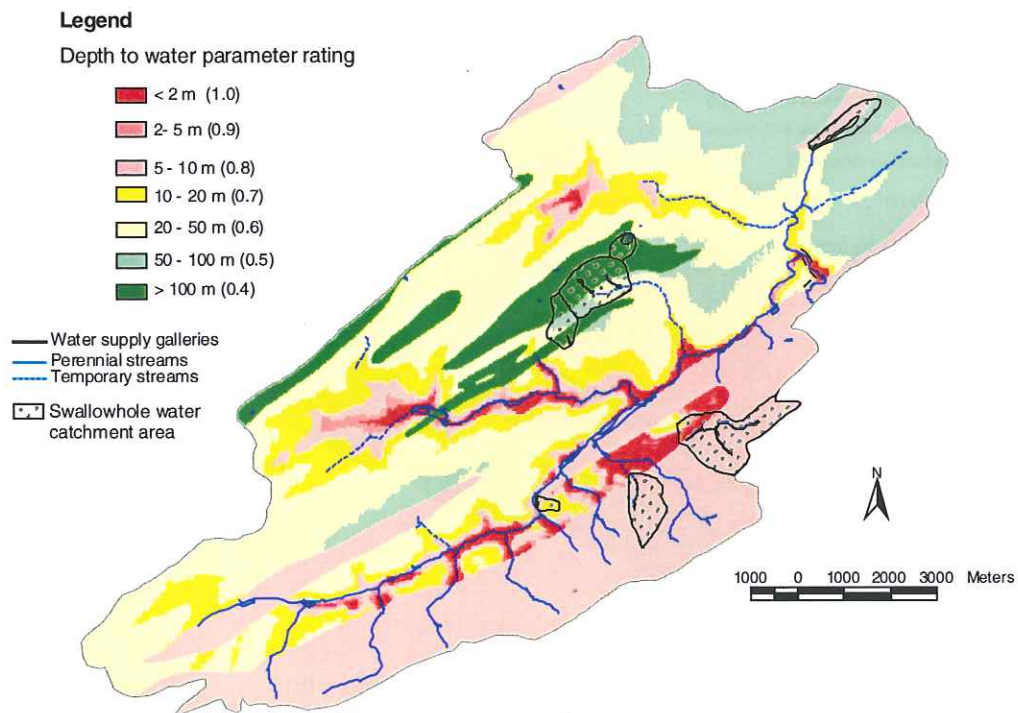 Legend
Depth to water parameter rating
< 2 m (1.0)
2- 5 m (0.9)
5 - 10 m (0.8)
10 - 20 m (0.7)
20 - 50 m (0.6)
50 - 100 m (0.5)
> 100 m (0.4)
Water supply galleries
Perennial streams
Temporary streams
Swallowhole water
catchment area
N
1000 0 1000 2000 3000 Meters